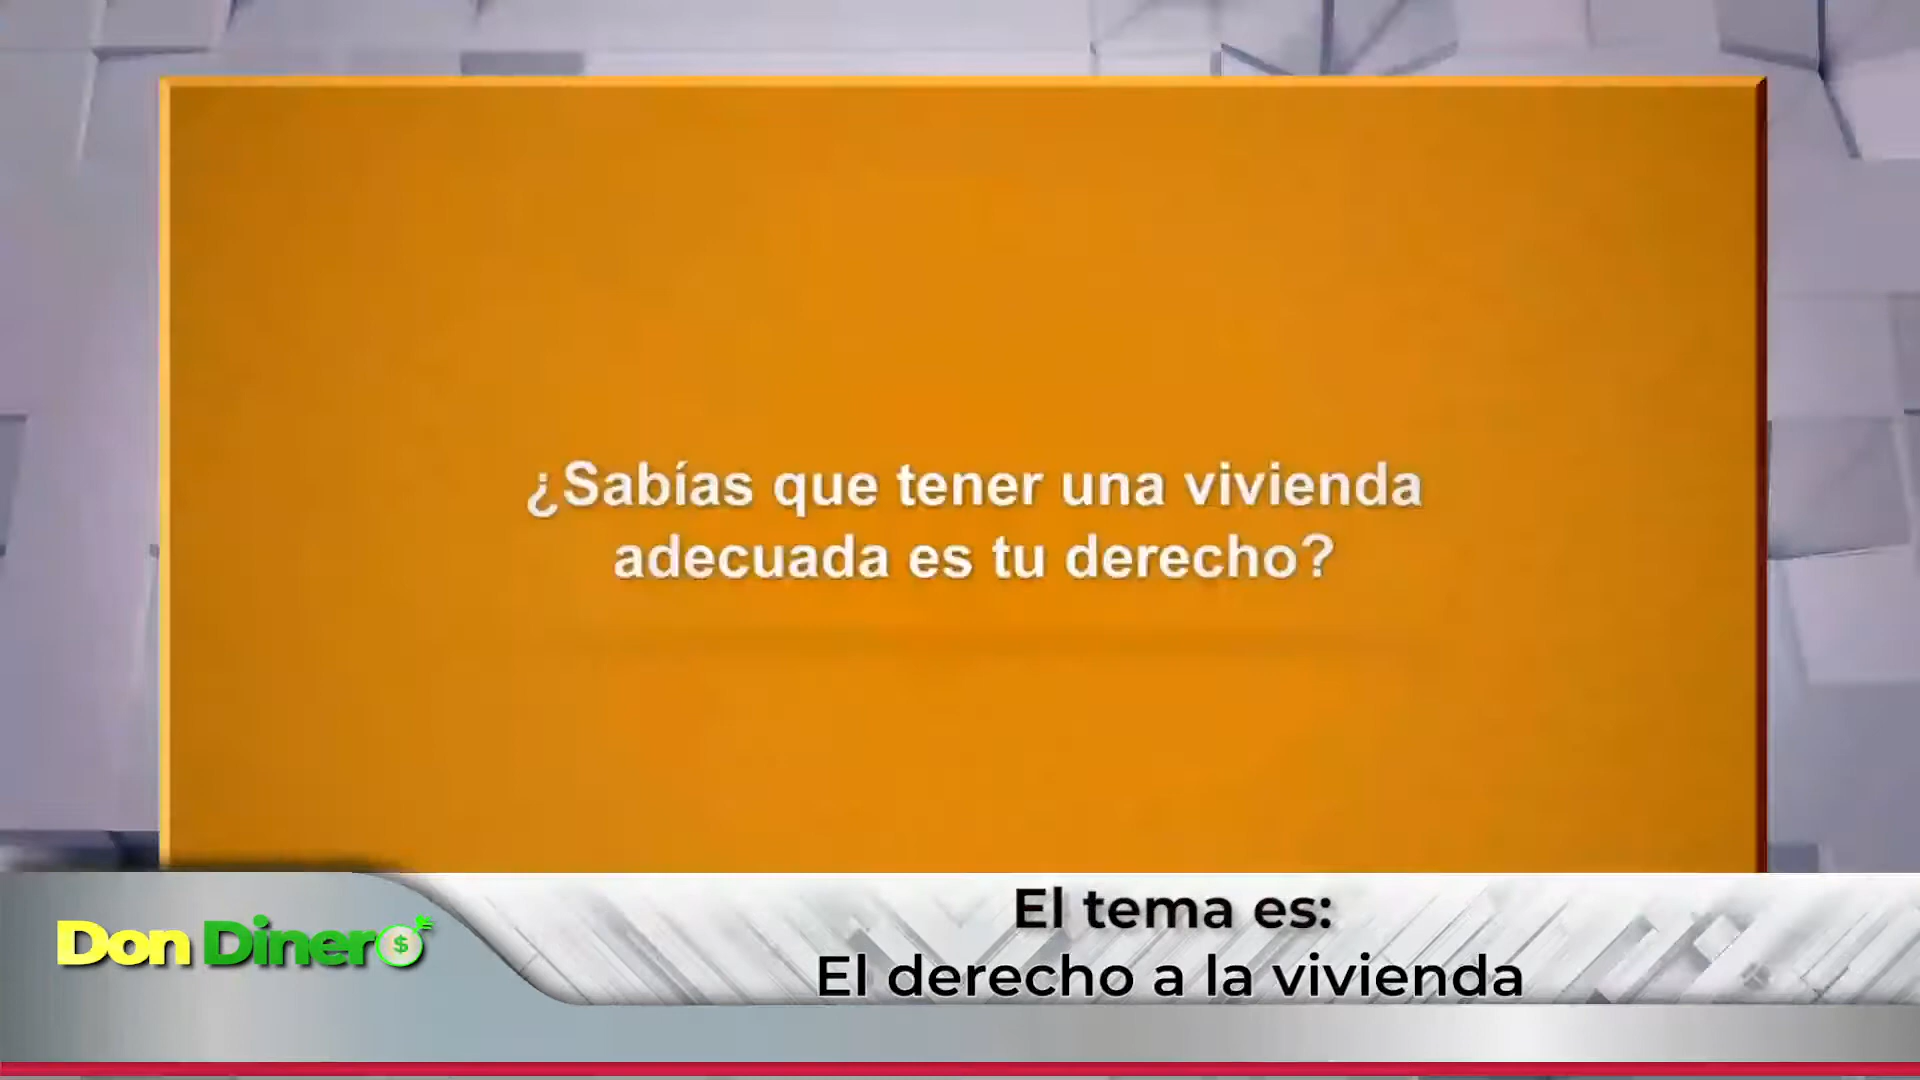 ¿Sabías que tener una vivienda
adecuada es tu derecho?
El tema es:
El derecho a la vivienda
Don Dinero